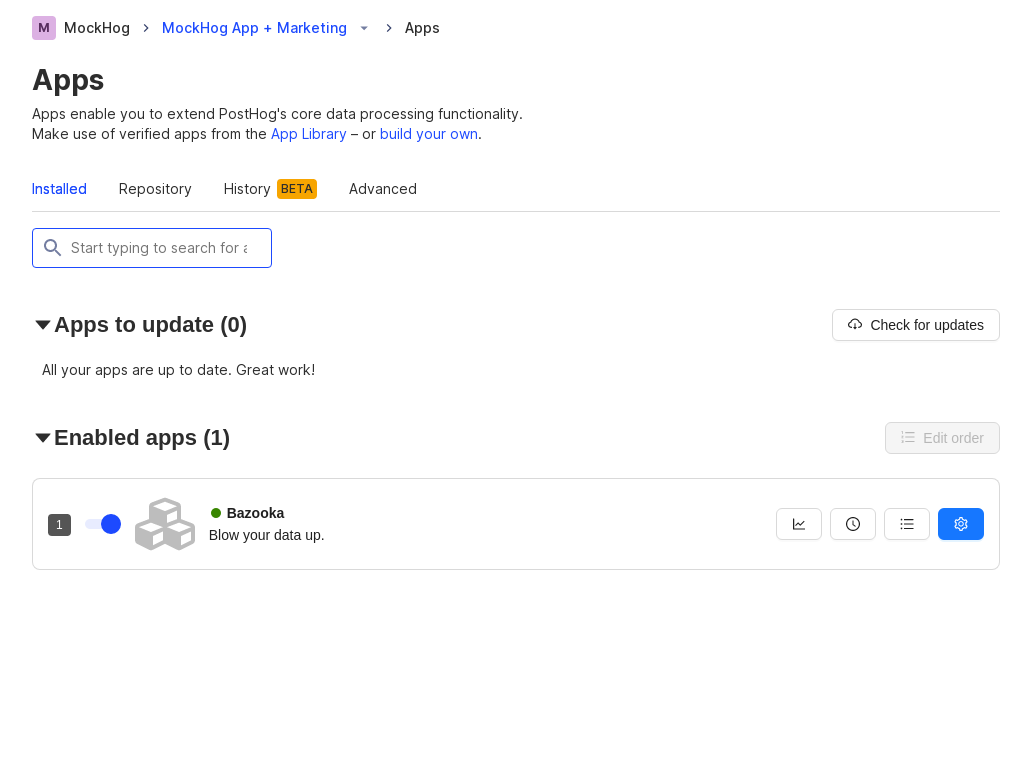 M MockHog MockHog App + Marketing Apps
Apps
Apps enable you to extend PostHog's core data processing functionality.
Make use of verified apps from the App Library – or build your own.
Installed Repository History BETA Advanced
Start typing to search for a
Apps to update (0) Check for updates
All your apps are up to date. Great work!
Enabled apps (1) Edit order
1 Bazooka
Blow your data up.